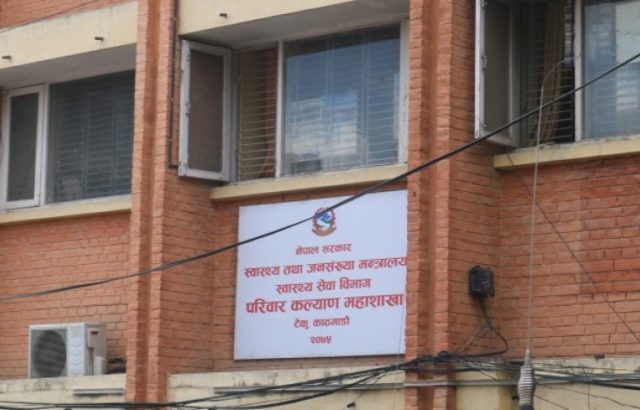 नेपाल सरकार
स्वास्थ्य तथा जनसंख्या मन्त्रालय
स्वास्थ्य सेवा विभाग
परिवार कल्याण महाशाखा
टेकु, काठमाडौं
२०७५